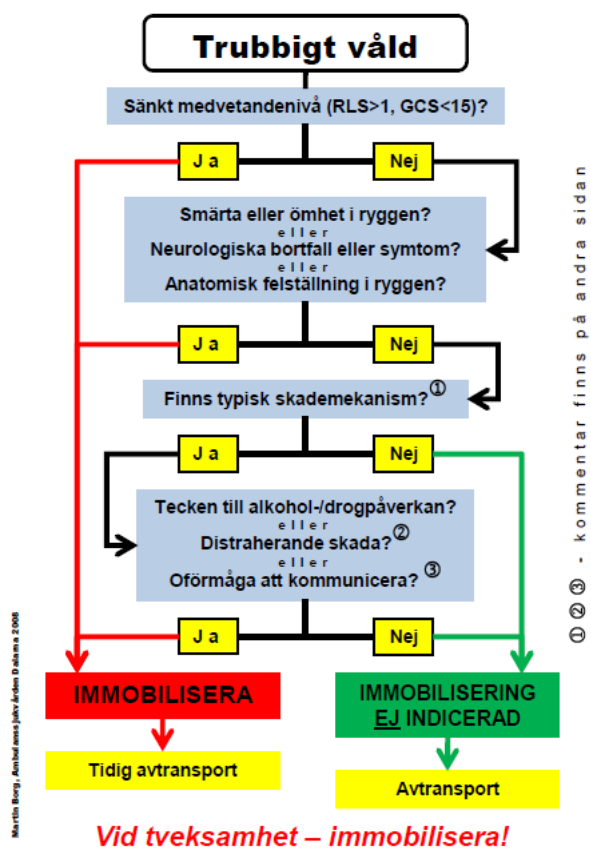 Trubbigt våld
Sänkt medvetandenivå (RLS>1, GCS<15)?
Ja
Nej
Smärta eller ömhet i ryggen?
eller
Neurologiska bortfall eller symtom?
eller
Anatomisk felställning i ryggen?
Ja
Nej
Finns typisk skademekanism? ①
Ja
Nej
Tecken till alkohol-/drogpåverkan?
eller
Distraherande skada? ②
eller
Oförmåga att kommunicera? ③
Ja
Nej
IMMOBILISERA
IMMOBILISERING
EJ INDICERAD
Tidig avtransport
Avtransport
Vid tveksamhet – immobilisera!
① ② ③ - kommentar finns på andra sidan
Martin Borg, Ambulanssjukvården Dalarna 2008